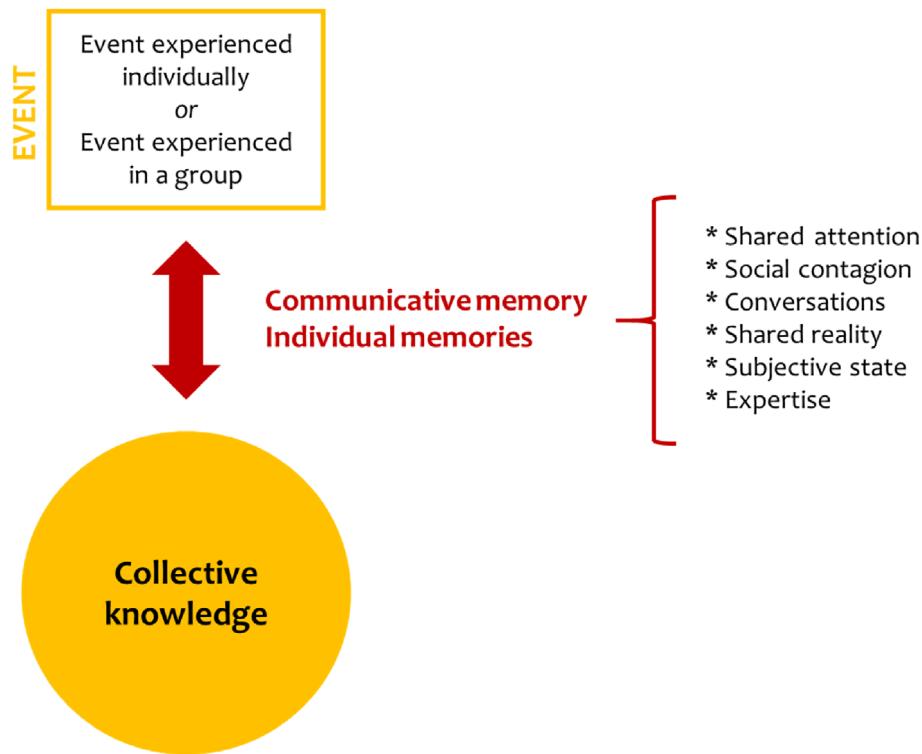 EVENT
Event experienced
individually
or
Event experienced
in a group
Communicative memory
Individual memories
* Shared attention
* Social contagion
* Conversations
* Shared reality
* Subjective state
* Expertise
Collective
knowledge